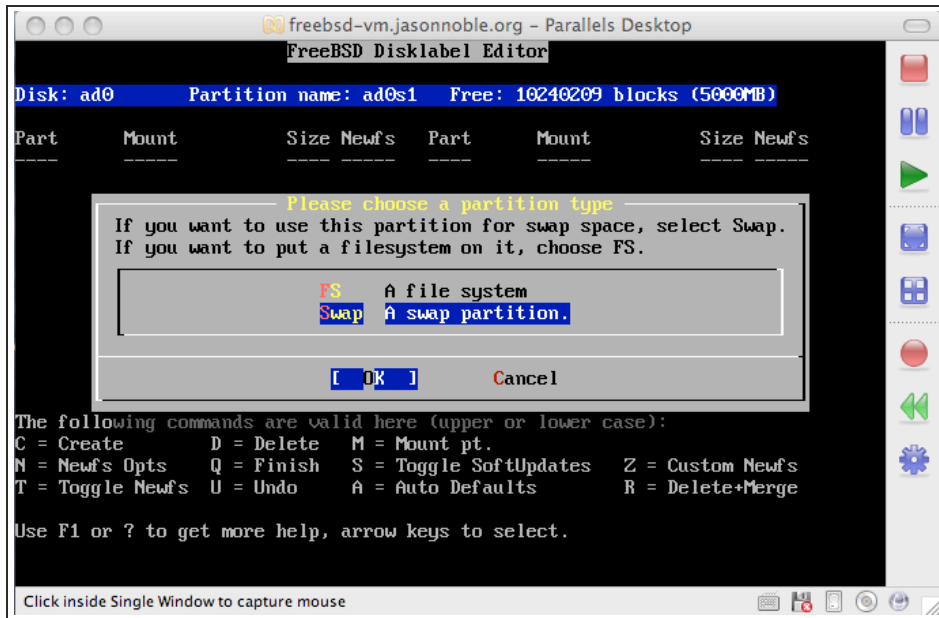 freebsd-vm.jasonnoble.org – Parallels Desktop
FreeBSD Disklabel Editor
Disk: ad0 Partition name: ad0s1 Free: 10240209 blocks (5000MB)
Part Mount Size Newfs Part Mount Size Newfs
---- ----- ---- ----- ---- ----- ---- -----
Please choose a partition type
If you want to use this partition for swap space, select Swap.
If you want to put a filesystem on it, choose FS.
FS A file system
Swap A swap partition.
[ OK ] Cancel
The following commands are valid here (upper or lower case):
C = Create D = Delete M = Mount pt.
N = Newfs Opts Q = Finish S = Toggle SoftUpdates Z = Custom Newfs
T = Toggle Newfs U = Undo A = Auto Defaults R = Delete+Merge
Use F1 or ? to get more help, arrow keys to select.
Click inside Single Window to capture mouse